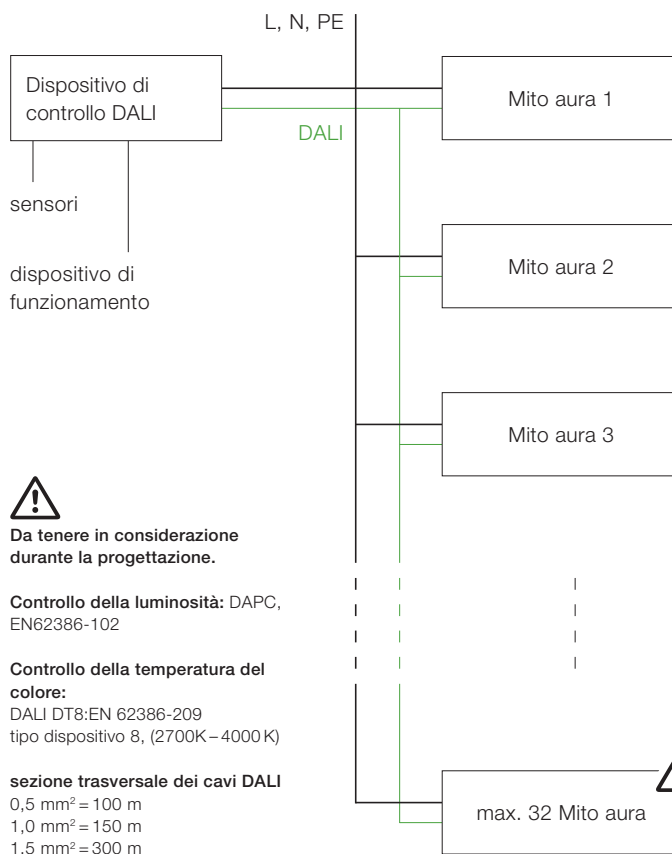 L, N, PE
Dispositivo di
controllo DALI
Mito aura 1
DALI
sensori
dispositivo di
funzionamento
Mito aura 2
Mito aura 3
Da tenere in considerazione
durante la progettazione.
Controllo della luminosità: DAPC,
EN62386-102
Controllo della temperatura del
colore:
DALI DT8:EN 62386-209
tipo dispositivo 8, (2700K–4000 K)
sezione trasversale dei cavi DALI
0,5 mm² = 100 m
1,0 mm² = 150 m
1,5 mm² = 300 m
max. 32 Mito aura